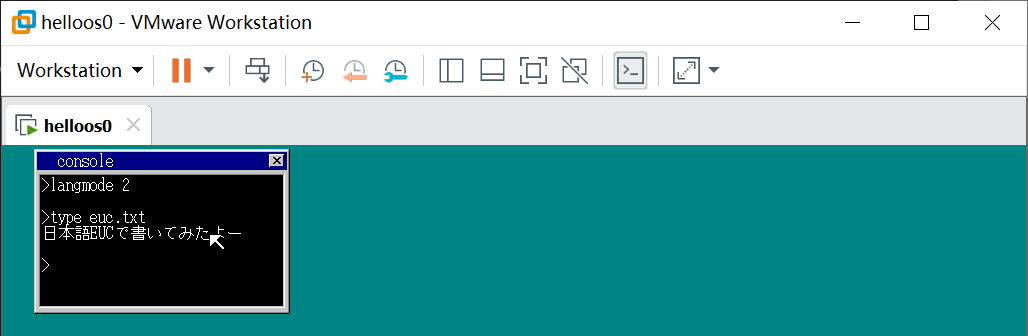 helloos0 - VMware Workstation
Workstation
helloos0
console
>langmode 2
>type euc.txt
日本語EUCで書いてみたよー
>